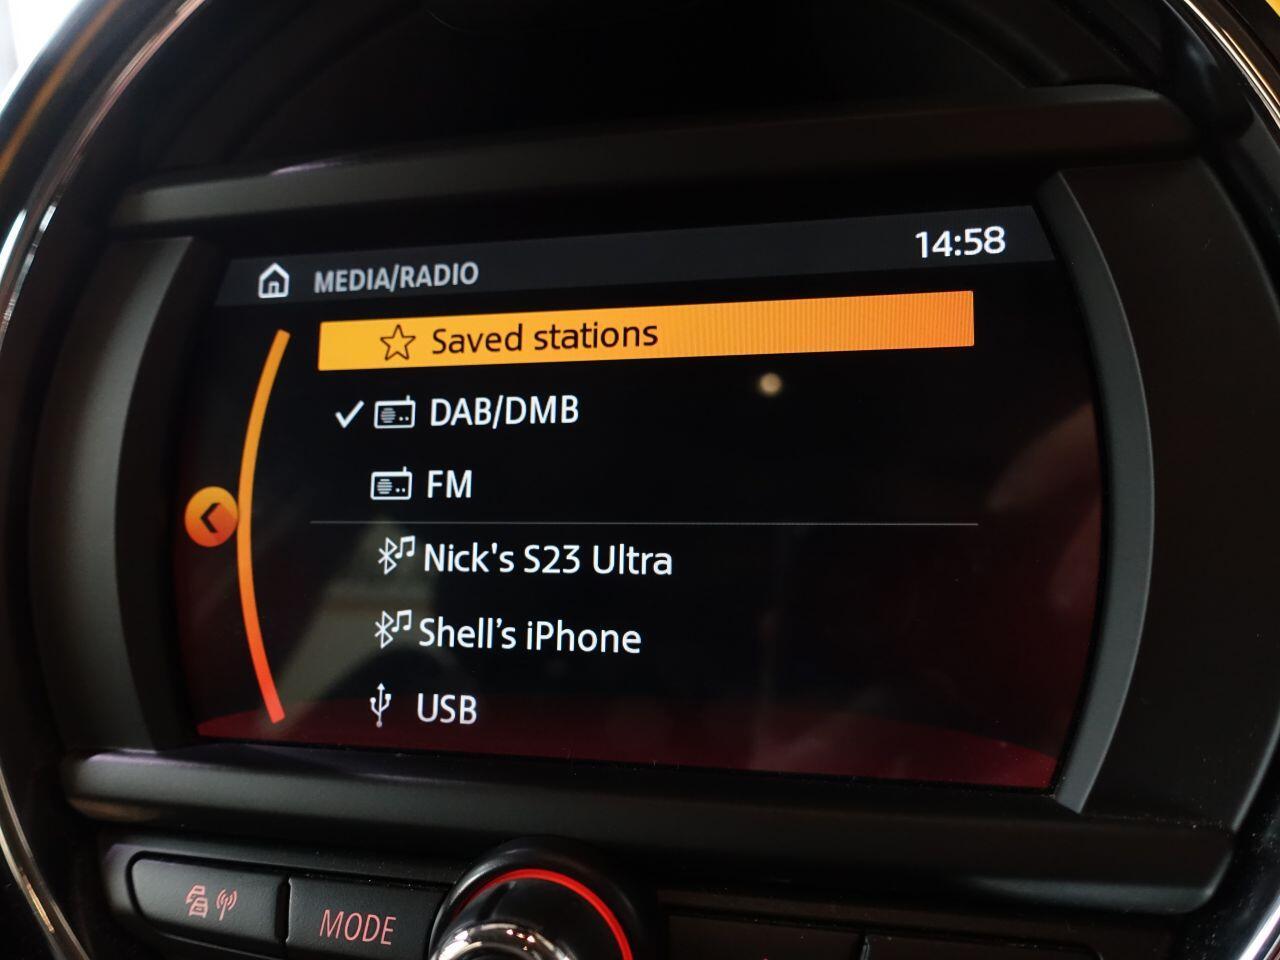 MEDIA/RADIO
14:58
Saved stations
DAB/DMB
FM
Nick's S23 Ultra
Shell's iPhone
USB
MODE